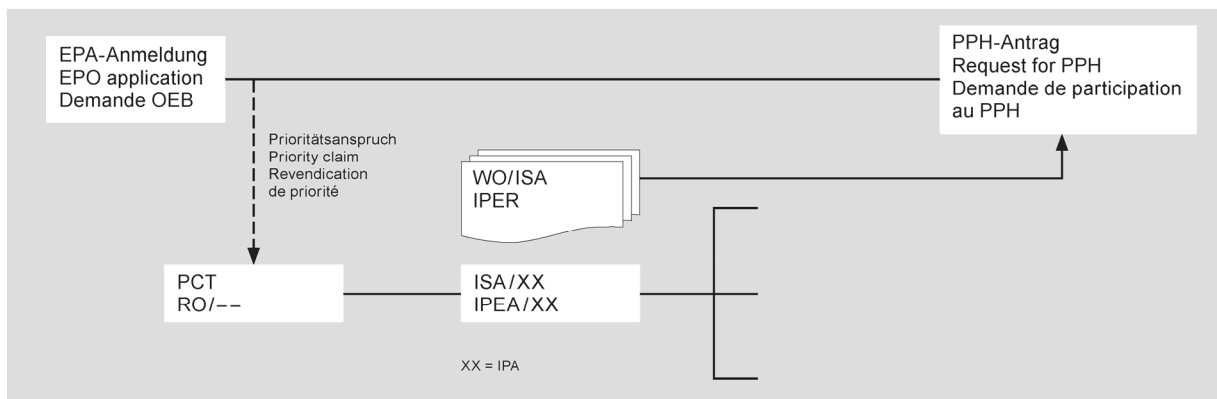 EPA-Anmeldung
EPO application
Demande OEB
PPH-Antrag
Request for PPH
Demande de participation
au PPH
Prioritätsanspruch
Priority claim
Revendication
de priorité
WO/ISA
IPER
PCT
RO/––
ISA/XX
IPEA/XX
XX = IPA